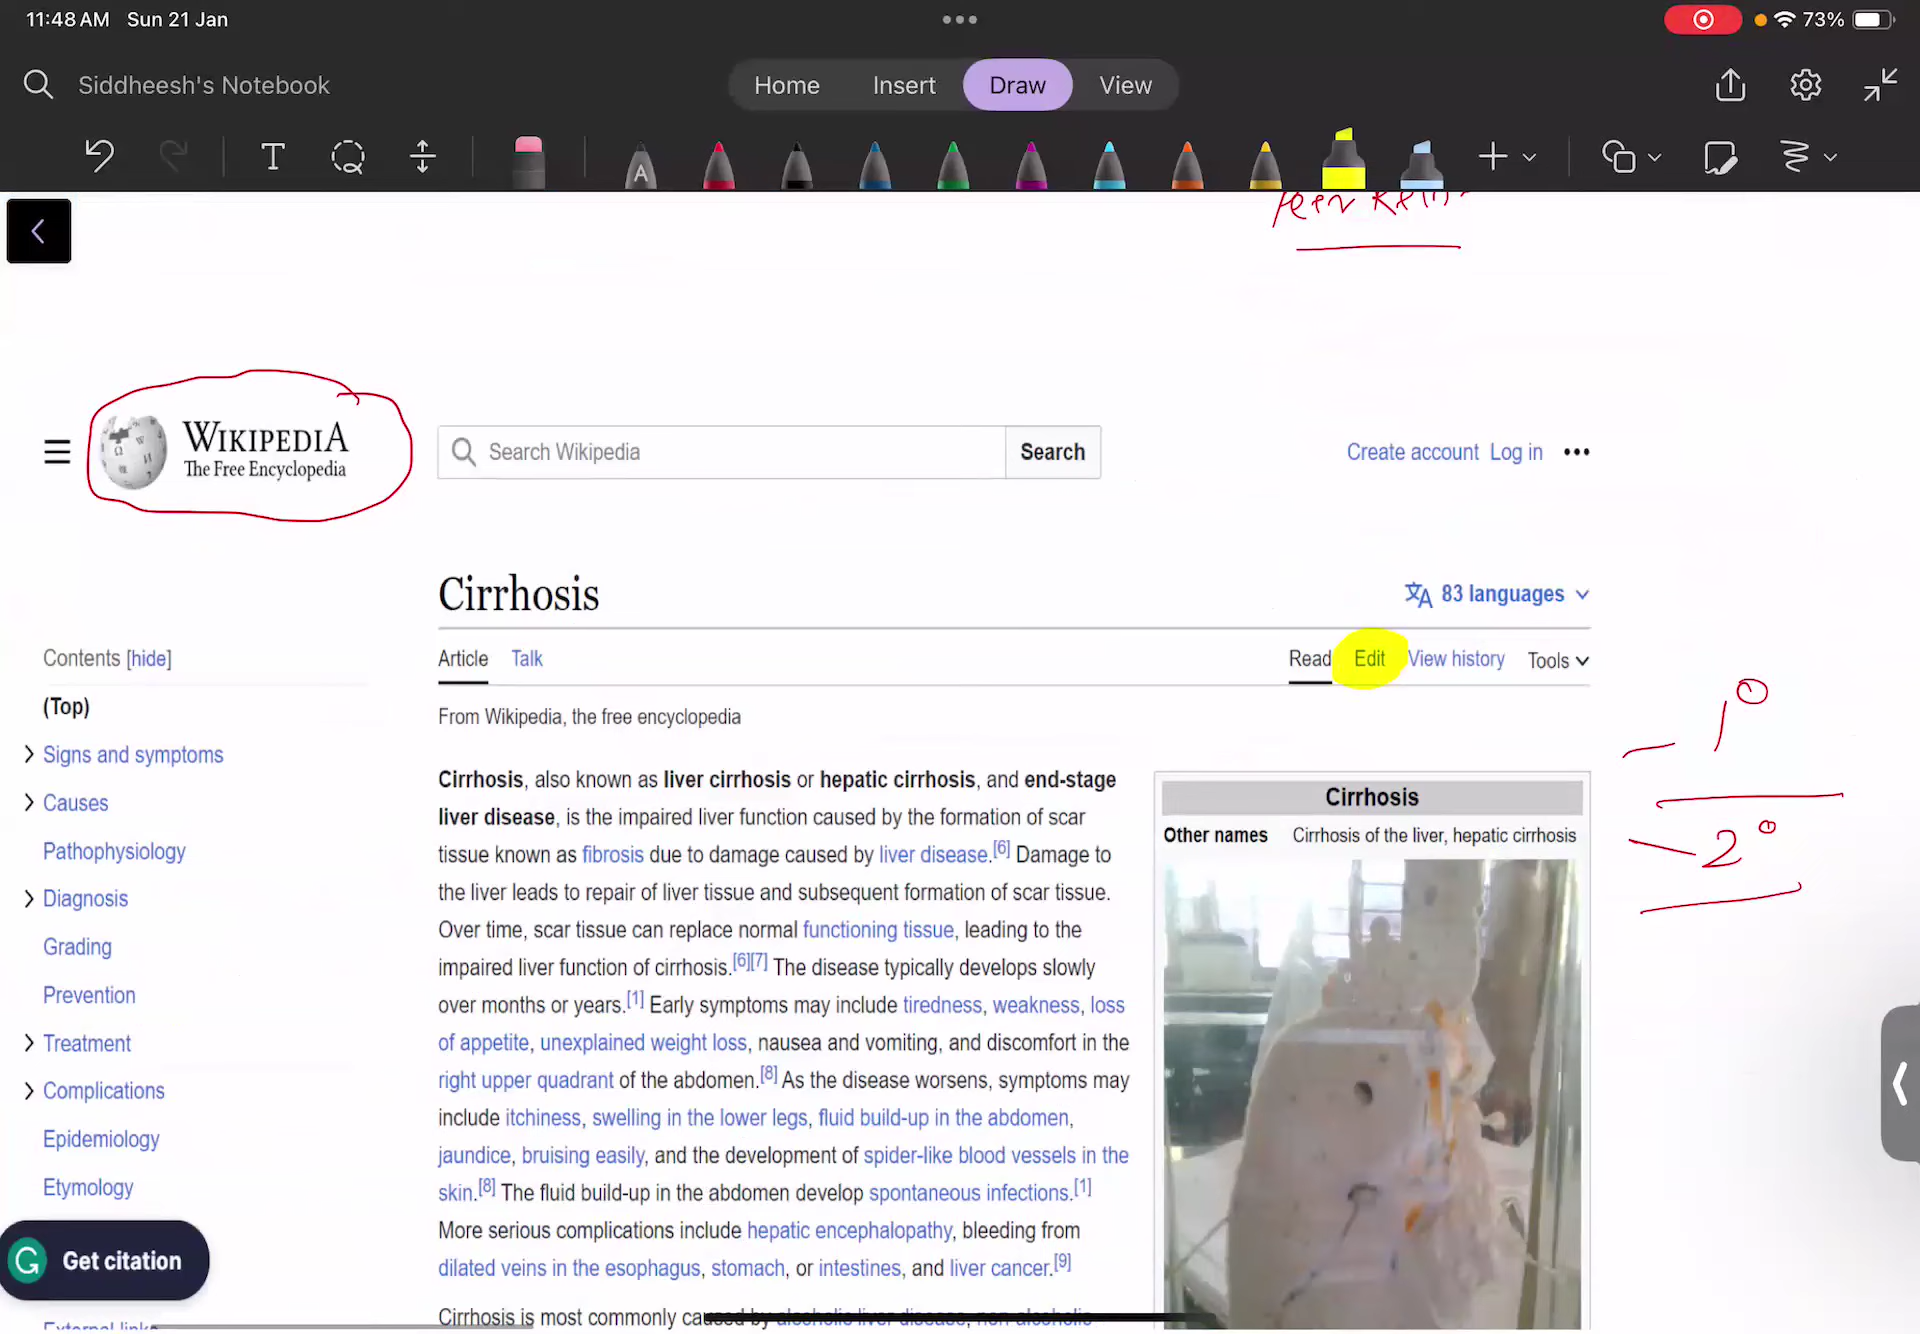 11:48 AM Sun 21 Jan
73%
Siddheesh's Notebook
Home Insert Draw View
T A
WIKIPEDIA
The Free Encyclopedia
Search Wikipedia Search
Create account Log in
Cirrhosis
83 languages
Contents [hide]
Article Talk
Read Edit View history Tools
(Top)
From Wikipedia, the free encyclopedia
1°
2°
Signs and symptoms
Causes
Pathophysiology
Diagnosis
Grading
Prevention
Treatment
Complications
Epidemiology
Etymology
Get citation
External links
Cirrhosis, also known as liver cirrhosis or hepatic cirrhosis, and end-stage
liver disease, is the impaired liver function caused by the formation of scar
tissue known as fibrosis due to damage caused by liver disease.[6] Damage to
the liver leads to repair of liver tissue and subsequent formation of scar tissue.
Over time, scar tissue can replace normal functioning tissue, leading to the
impaired liver function of cirrhosis.[6][7] The disease typically develops slowly
over months or years.[1] Early symptoms may include tiredness, weakness, loss
of appetite, unexplained weight loss, nausea and vomiting, and discomfort in the
right upper quadrant of the abdomen.[8] As the disease worsens, symptoms may
include itchiness, swelling in the lower legs, fluid build-up in the abdomen,
jaundice, bruising easily, and the development of spider-like blood vessels in the
skin.[8] The fluid build-up in the abdomen develop spontaneous infections.[1]
More serious complications include hepatic encephalopathy, bleeding from
dilated veins in the esophagus, stomach, or intestines, and liver cancer.[9]
Cirrhosis is most commonly caused by alcoholic liver disease, non-alcoholic
Cirrhosis
Other names Cirrhosis of the liver, hepatic cirrhosis